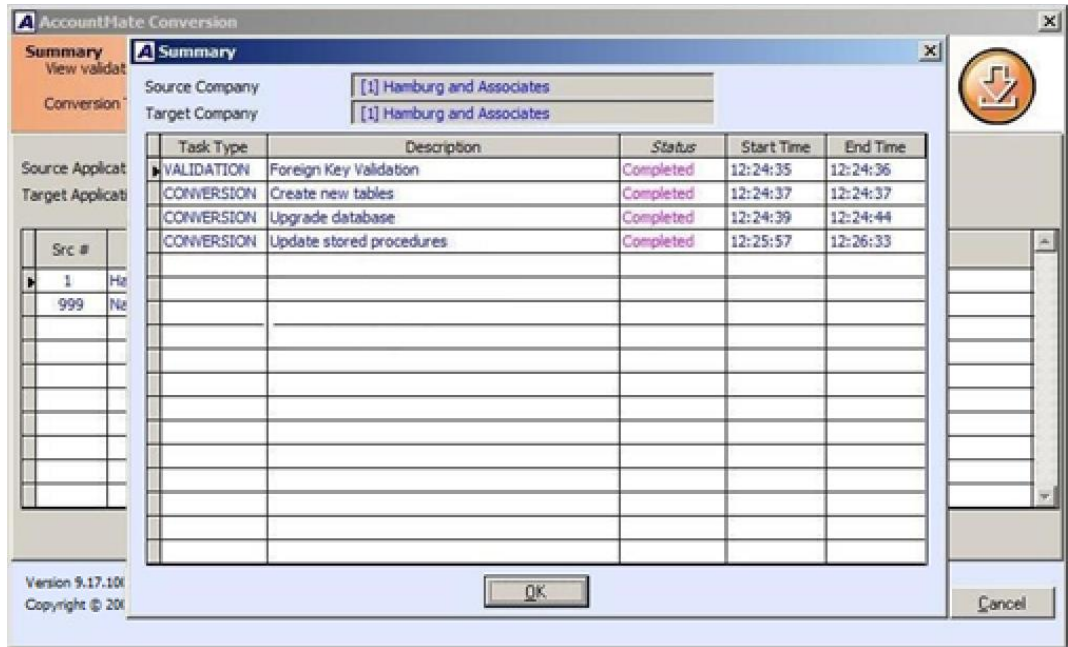 AccountMate Conversion
Summary
View validat
Conversion
Summary
Source Company [1] Hamburg and Associates
Target Company [1] Hamburg and Associates
Task Type Description Status Start Time End Time
VALIDATION Foreign Key Validation Completed 12:24:35 12:24:36
CONVERSION Create new tables Completed 12:24:37 12:24:37
CONVERSION Upgrade database Completed 12:24:39 12:24:44
CONVERSION Update stored procedures Completed 12:25:57 12:26:33
OK
Source Applicat
Target Applicati
Src #
1 Ha
999 Na
Version 9.17.100
Copyright © 200
Cancel